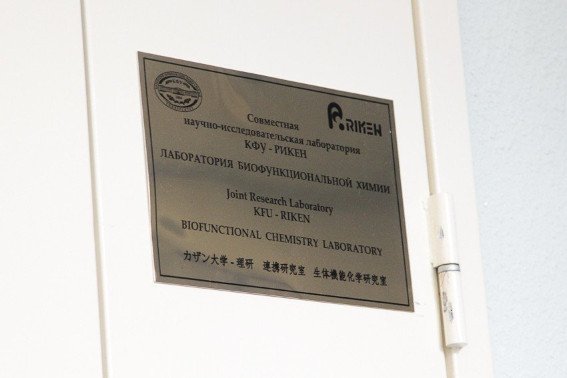 RIKEN
Совместная
научно-исследовательская лаборатория
КФУ - РИКЕН
ЛАБОРАТОРИЯ БИОФУНКЦИОНАЛЬНОЙ ХИМИИ
Joint Research Laboratory
KFU - RIKEN
BIOFUNCTIONAL CHEMISTRY LABORATORY
カザン大学 - 理研 連携研究室 生体機能化学研究室